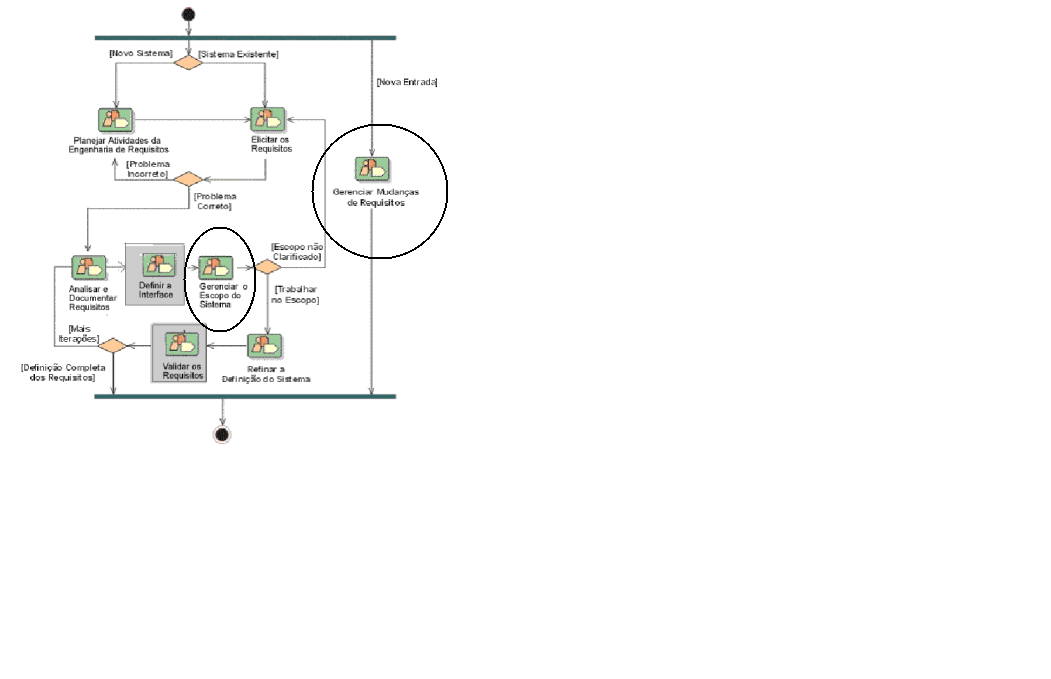 [Novo Sistema]
[Sistema Existente]
[Nova Entrada]
Planejar Atividades da
Engenharia de Requisitos
Elicitar os
Requisitos
[Problema
Incorreto]
Gerenciar Mudanças
de Requisitos
[Problema
Correto]
[Escopo não
Clarificado]
Analisar e
Documentar
Requisitos
Definir a
Interface
Gerenciar o
Escopo do
Sistema
[Trabalhar
no Escopo]
[Mais
Iterações]
[Definição Completa
dos Requisitos]
Validar os
Requisitos
Refinar a
Definição do Sistema